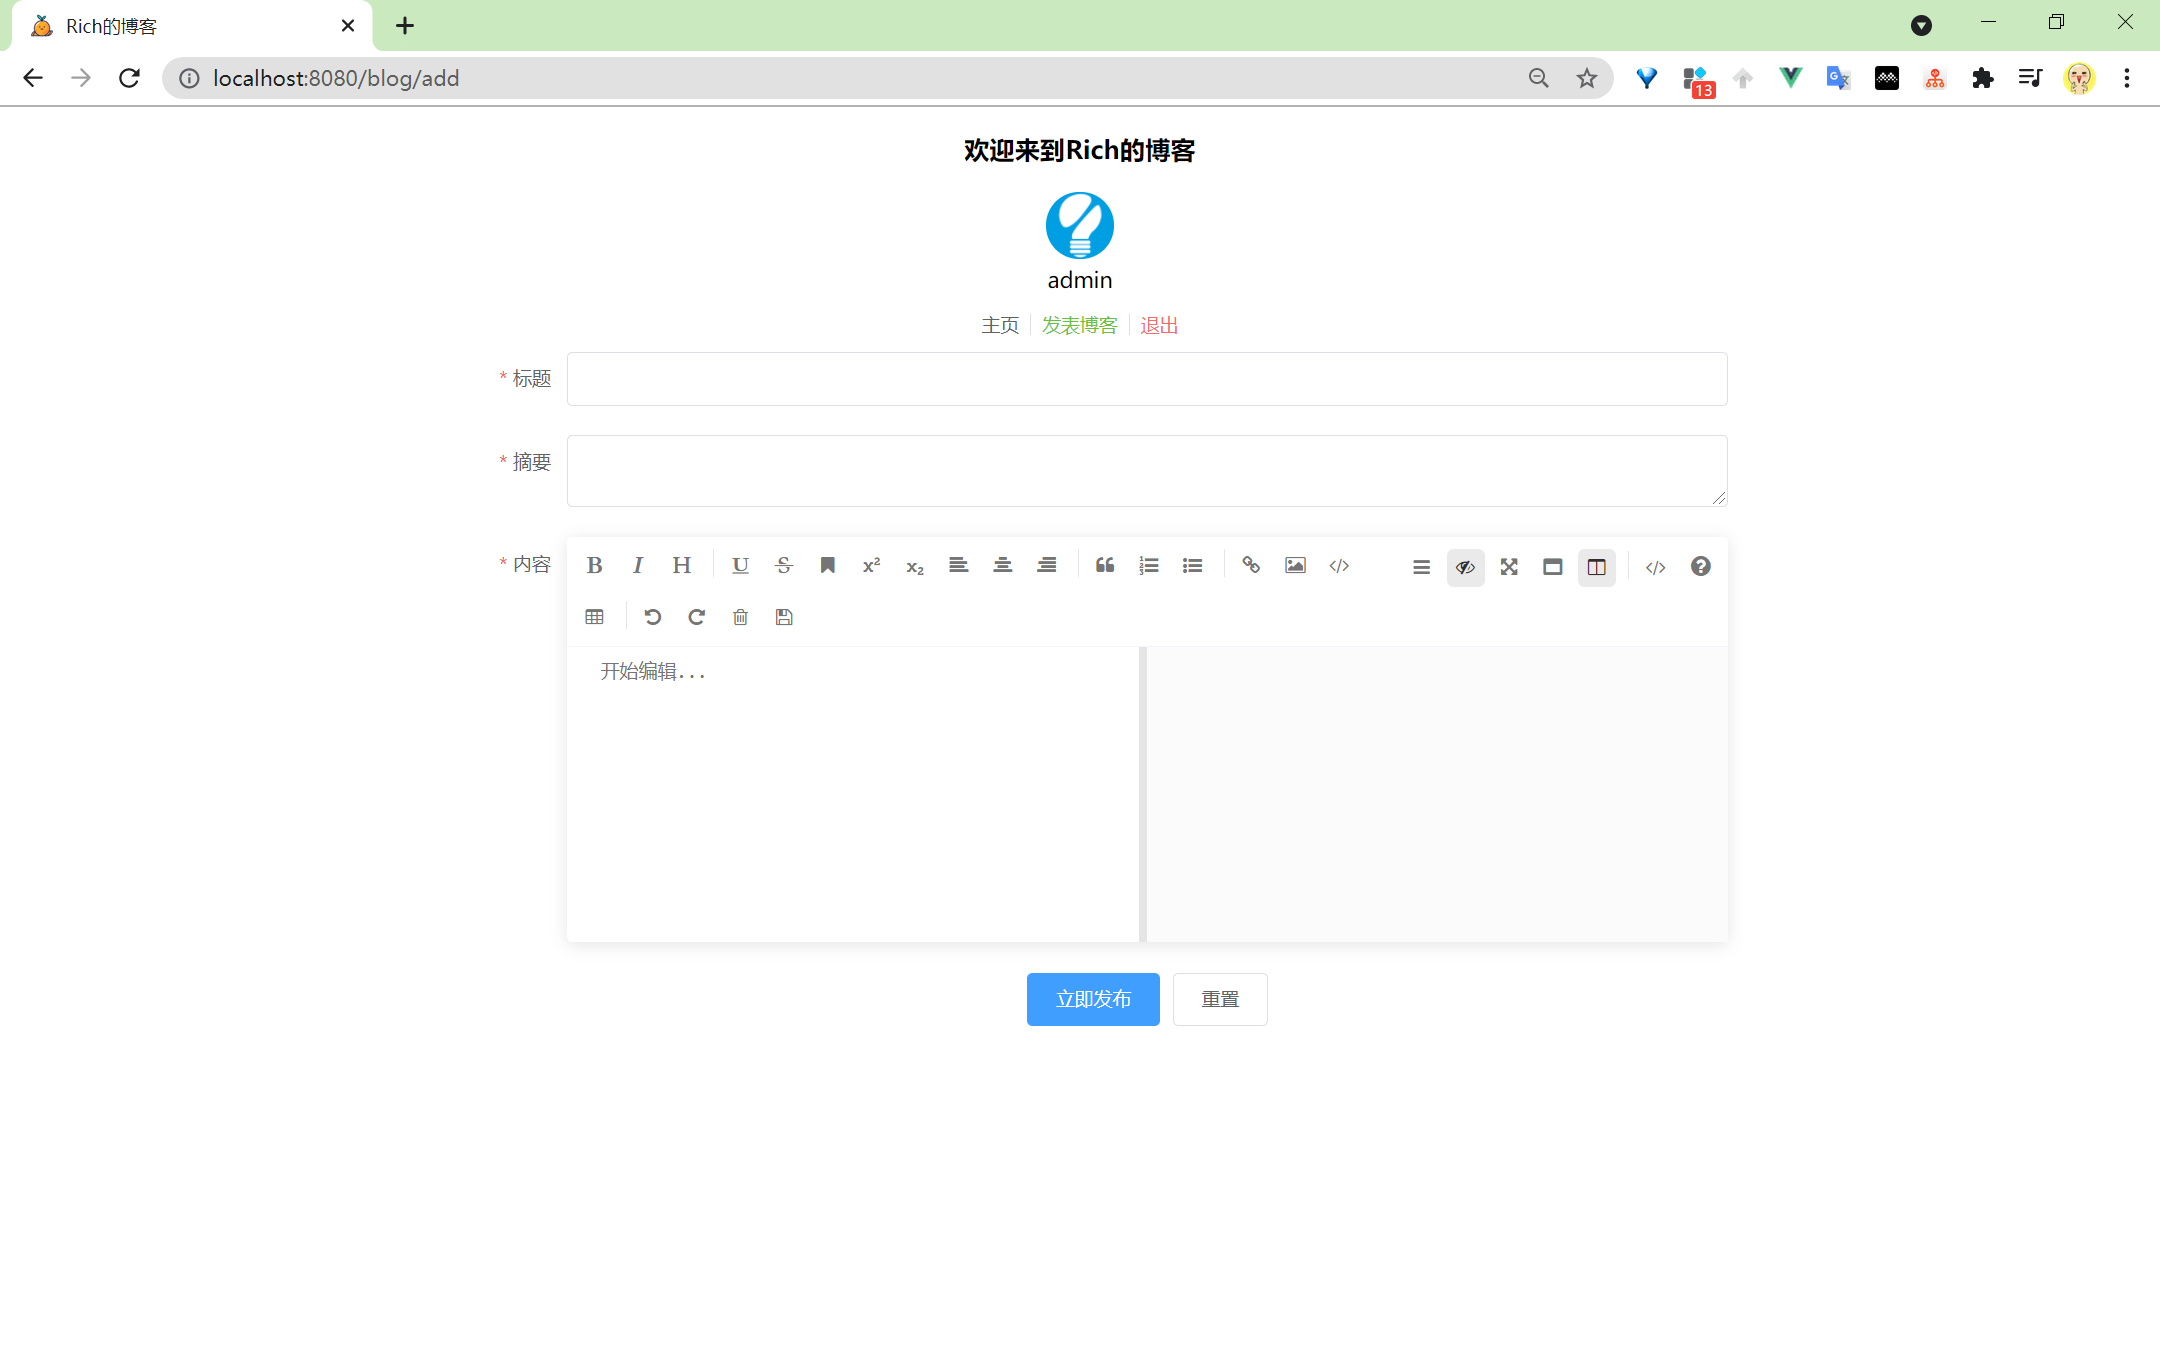 Rich的博客
localhost:8080/blog/add
13
欢迎来到Rich的博客
admin
主页 发表博客 退出
* 标题
* 摘要
* 内容
B I H U S x² x₂
开始编辑...
立即发布 重置